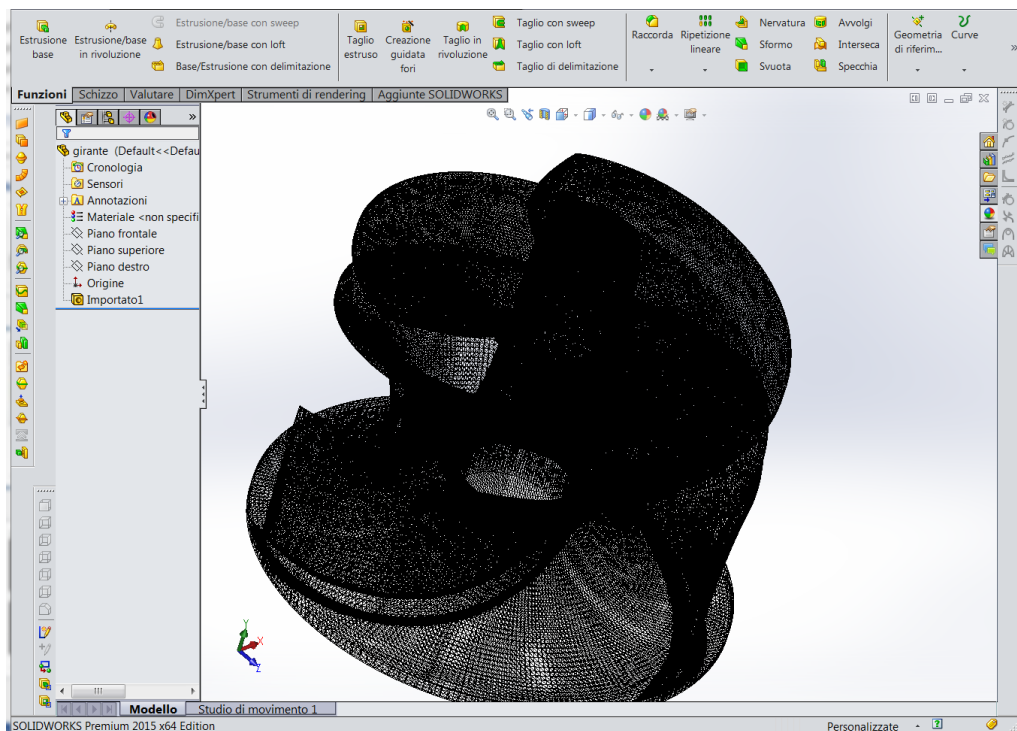 Estrusione base
Estrusione/base in rivoluzione
Estrusione/base con sweep
Estrusione/base con loft
Base/Estrusione con delimitazione
Taglio estruso
Creazione guidata fori
Taglio in rivoluzione
Taglio con sweep
Taglio con loft
Taglio di delimitazione
Raccorda
Ripetizione lineare
Nervatura
Sformo
Svuota
Avvolgi
Interseca
Specchia
Geometria di riferim...
Curve
»
Funzioni Schizzo Valutare DimXpert Strumenti di rendering Aggiunte SOLIDWORKS
»
girante (Default<<Defau
Cronologia
Sensori
Annotazioni
Materiale <non specifi
Piano frontale
Piano superiore
Piano destro
Origine
Importato1
Y
X
Z
Modello Studio di movimento 1
SOLIDWORKS Premium 2015 x64 Edition
Personalizzate